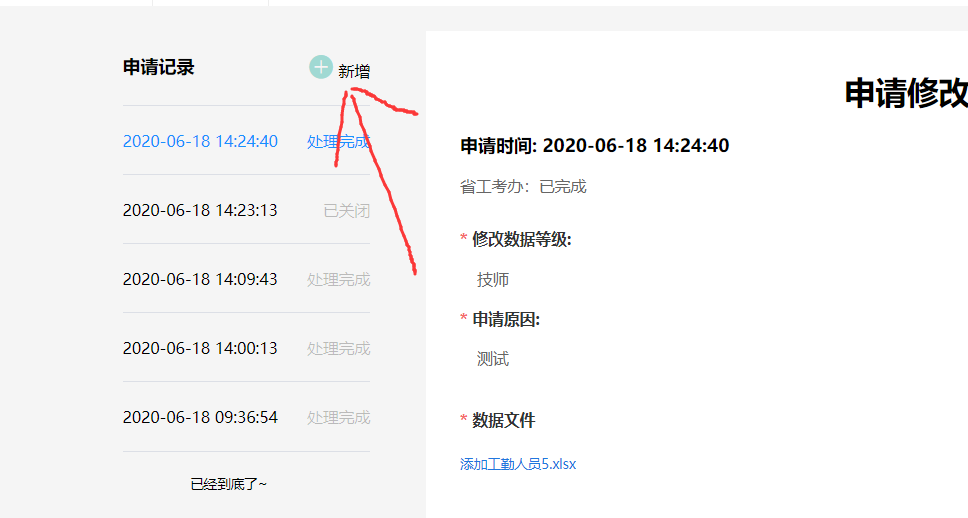 申请记录
新增
2020-06-18 14:24:40 处理完成
2020-06-18 14:23:13 已关闭
2020-06-18 14:09:43 处理完成
2020-06-18 14:00:13 处理完成
2020-06-18 09:36:54 处理完成
已经到底了~
申请修改
申请时间: 2020-06-18 14:24:40
省工考办：已完成
* 修改数据等级:
技师
* 申请原因:
测试
* 数据文件
添加工勤人员5.xlsx